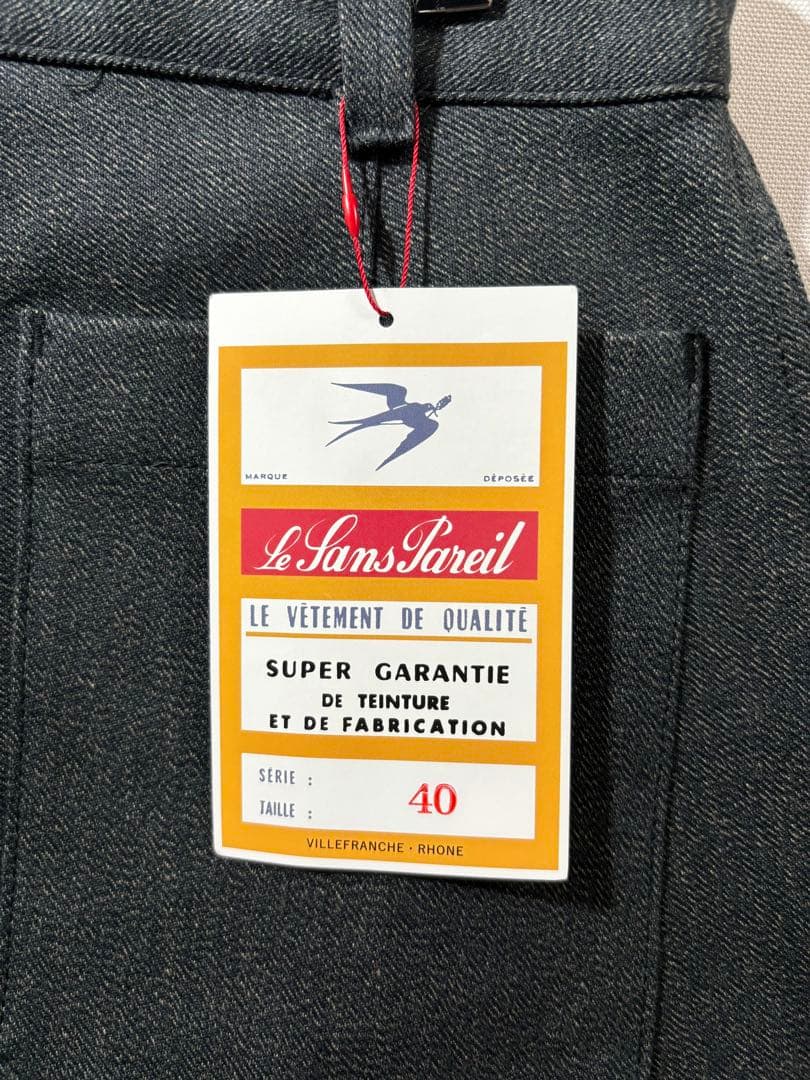 MARQUE DÉPOSÉE
Le Sans Pareil
LE VÊTEMENT DE QUALITÉ
SUPER GARANTIE
DE TEINTURE
ET DE FABRICATION
SÉRIE :
TAILLE : 40
VILLEFRANCHE · RHONE